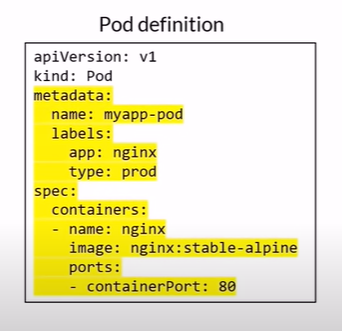 Pod definition
apiVersion: v1
kind: Pod
metadata:
  name: myapp-pod
  labels:
    app: nginx
    type: prod
spec:
  containers:
  - name: nginx
    image: nginx:stable-alpine
    ports:
    - containerPort: 80